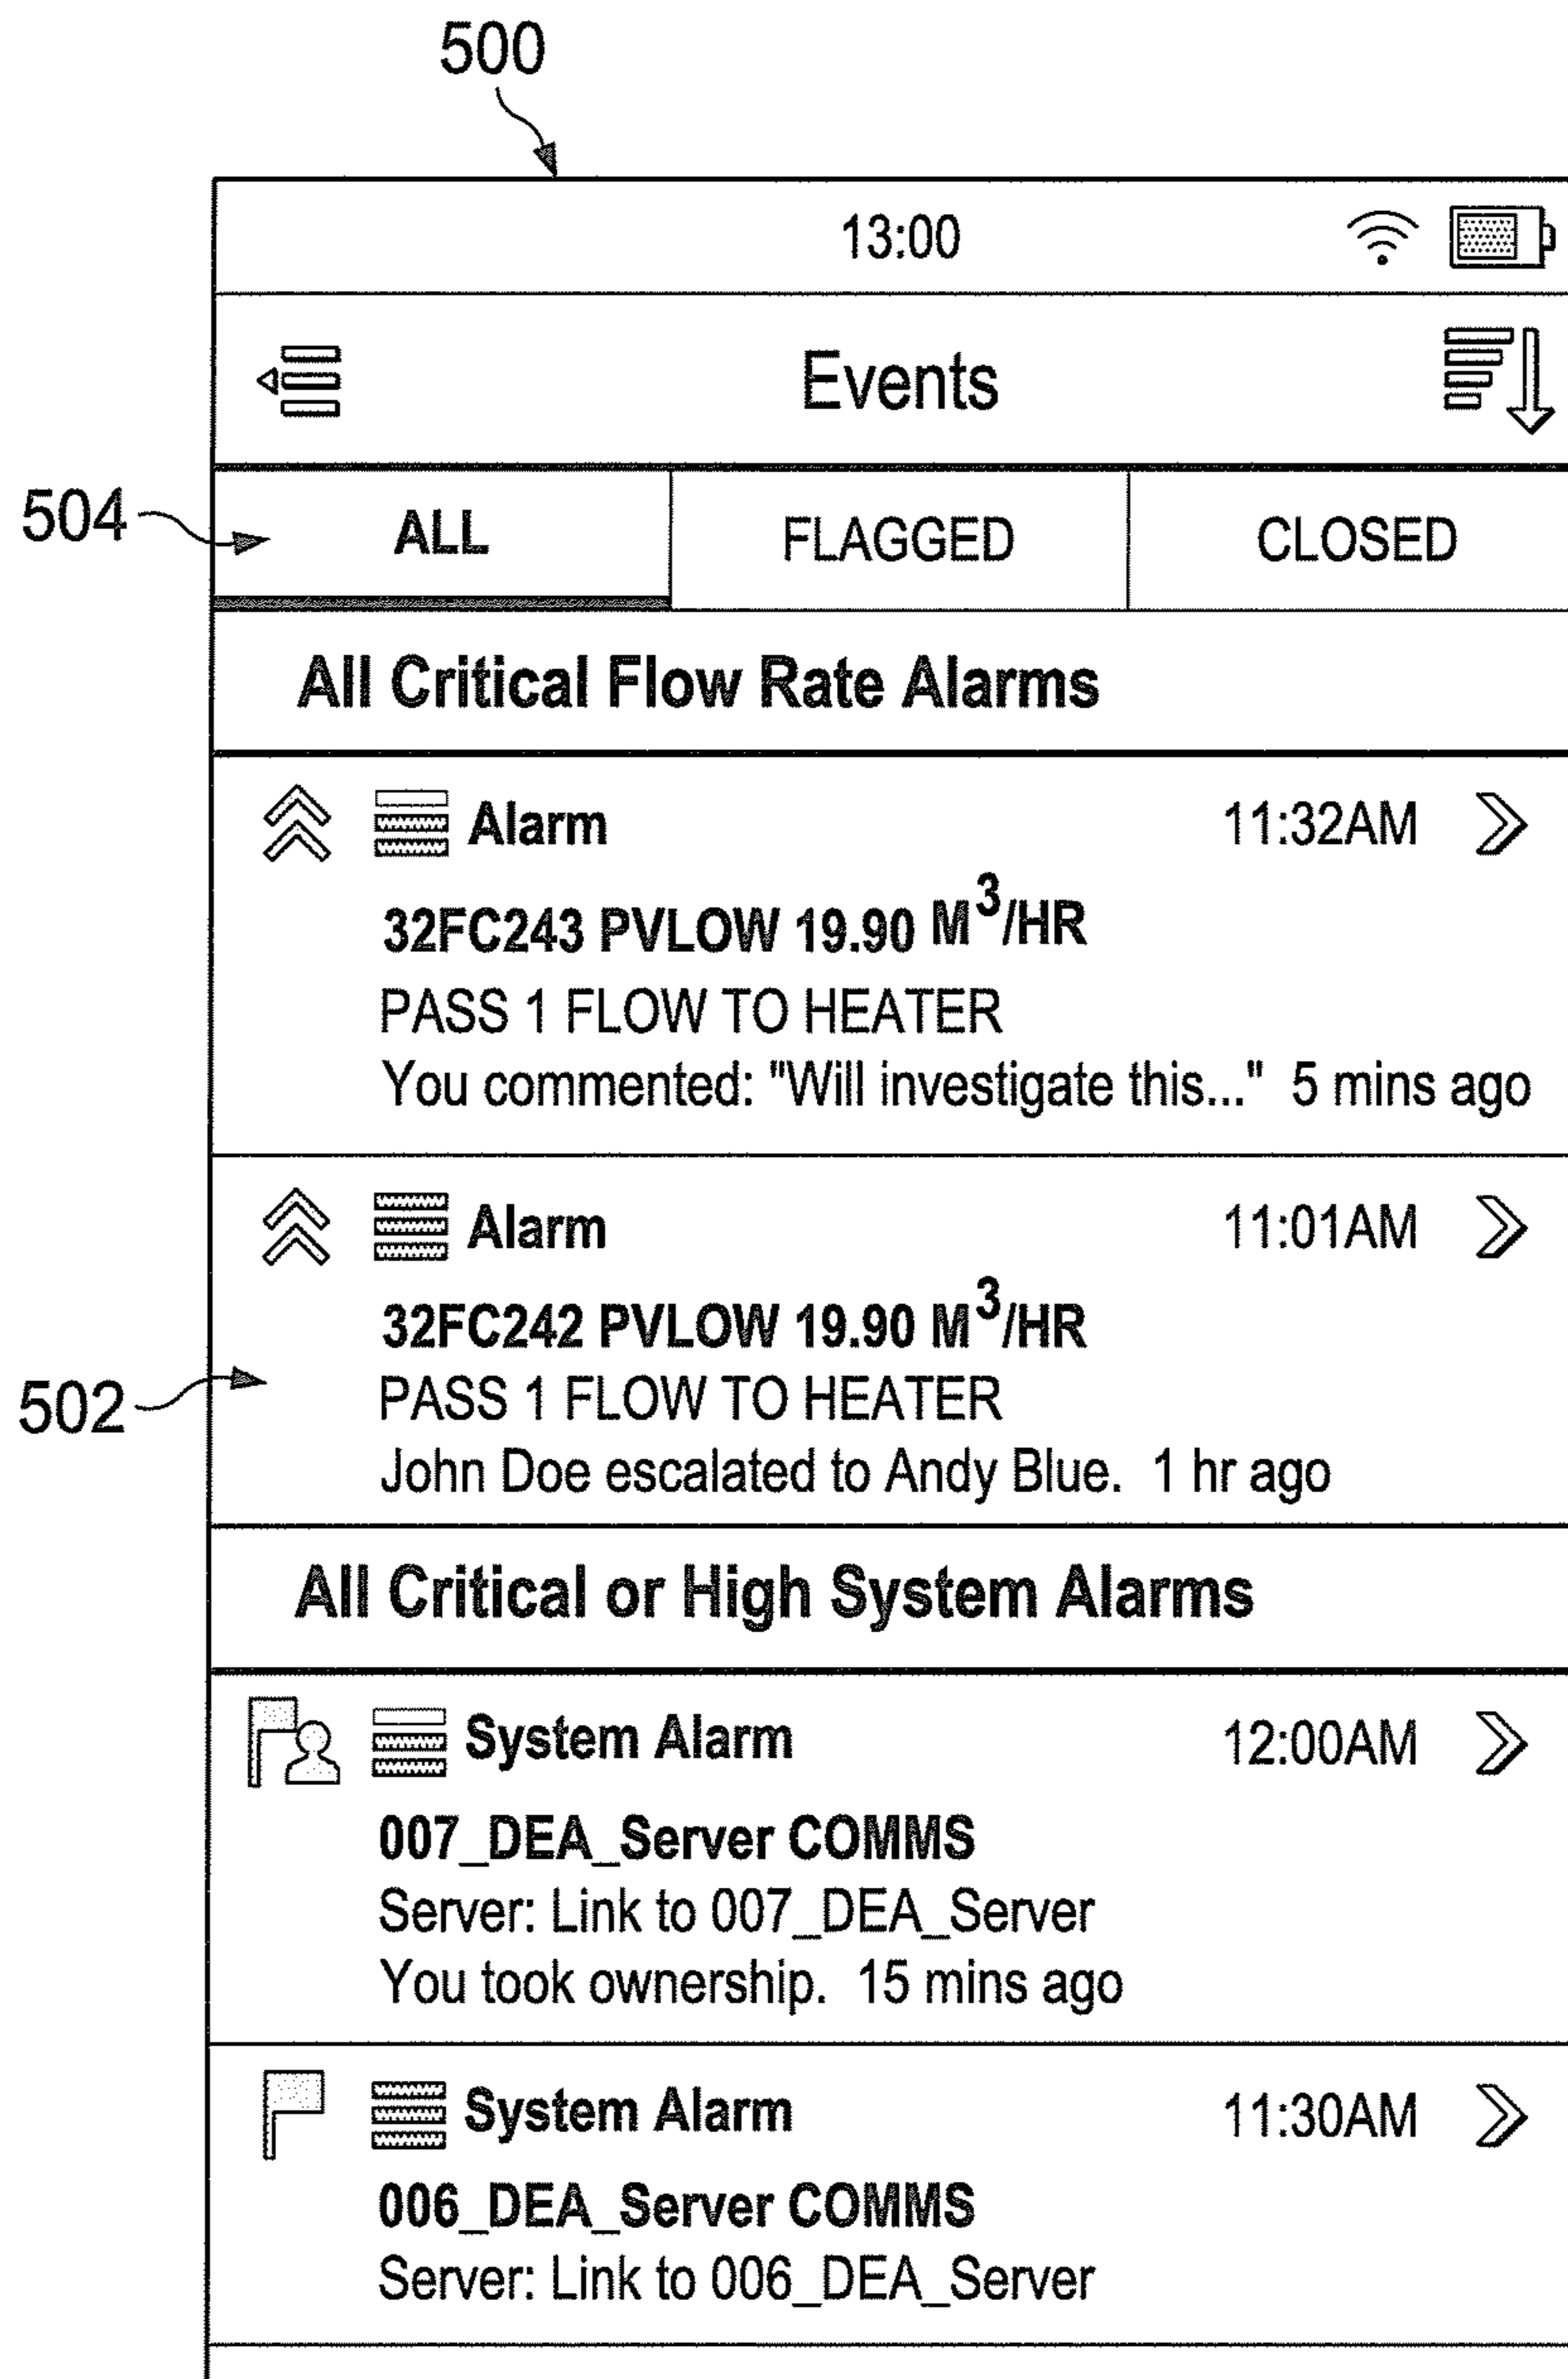 500
13:00
Events
504
ALL FLAGGED CLOSED
All Critical Flow Rate Alarms
Alarm 11:32AM
32FC243 PVLOW 19.90 M³/HR
PASS 1 FLOW TO HEATER
You commented: "Will investigate this..." 5 mins ago
Alarm 11:01AM
32FC242 PVLOW 19.90 M³/HR
502
PASS 1 FLOW TO HEATER
John Doe escalated to Andy Blue. 1 hr ago
All Critical or High System Alarms
System Alarm 12:00AM
007_DEA_Server COMMS
Server: Link to 007_DEA_Server
You took ownership. 15 mins ago
System Alarm 11:30AM
006_DEA_Server COMMS
Server: Link to 006_DEA_Server